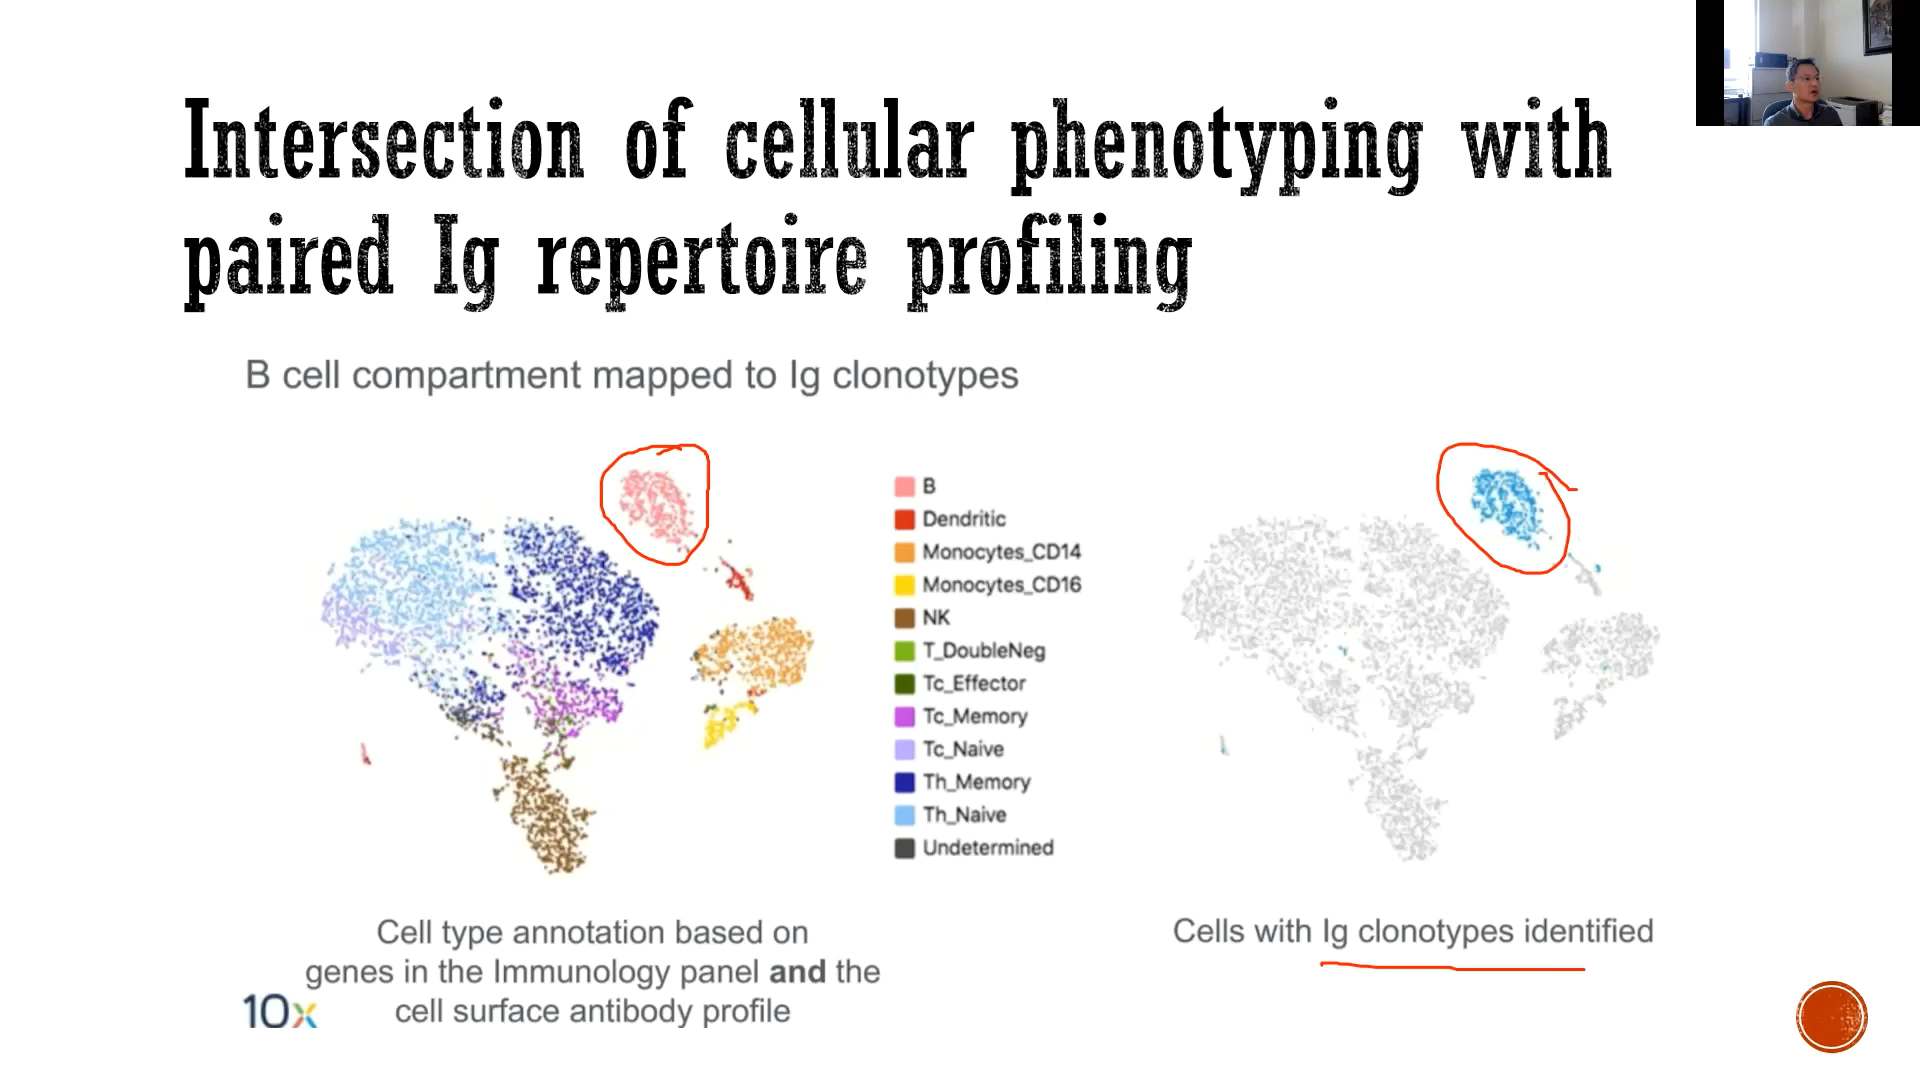 Intersection of cellular phenotyping with
paired Ig repertoire profiling
B cell compartment mapped to Ig clonotypes
B
Dendritic
Monocytes_CD14
Monocytes_CD16
NK
T_DoubleNeg
Tc_Effector
Tc_Memory
Tc_Naive
Th_Memory
Th_Naive
Undetermined
Cell type annotation based on
genes in the Immunology panel and the
cell surface antibody profile
Cells with Ig clonotypes identified
10x